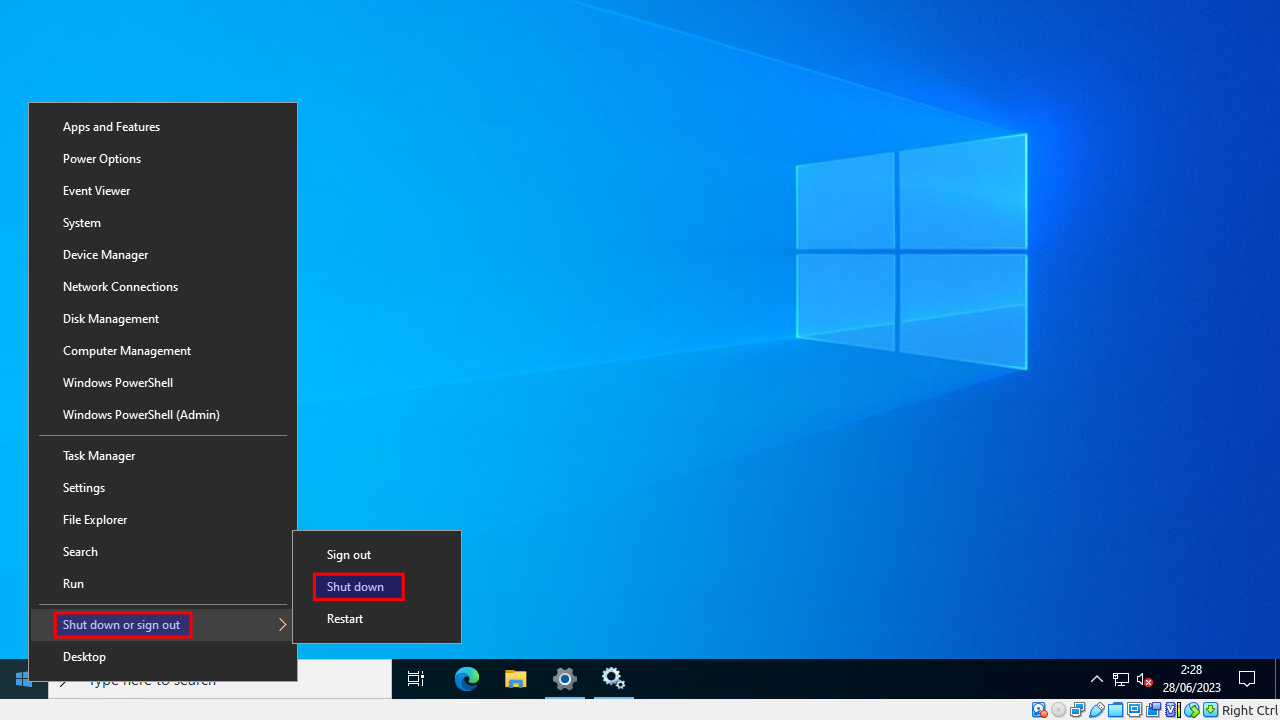 Apps and Features
Power Options
Event Viewer
System
Device Manager
Network Connections
Disk Management
Computer Management
Windows PowerShell
Windows PowerShell (Admin)
Task Manager
Settings
File Explorer
Search
Run
Shut down or sign out
Desktop
Sign out
Shut down
Restart
Type here to search
2:28
28/06/2023
Right Ctrl